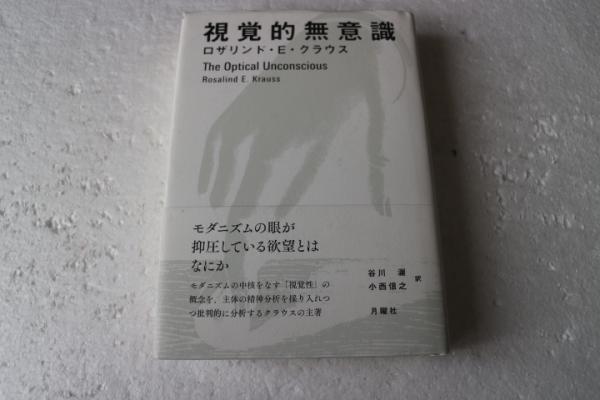 視覚的無意識
ロザリンド・E・クラウス
The Optical Unconscious
Rosalind E. Krauss
モダニズムの眼が
抑圧している欲望とは
なにか
モダニズムの中核をなす「視覚性」の
概念を、主体の精神分析を採り入れつ
つ批判的に分析するクラウスの主著
谷川 渥
小西信之
訳
月曜社